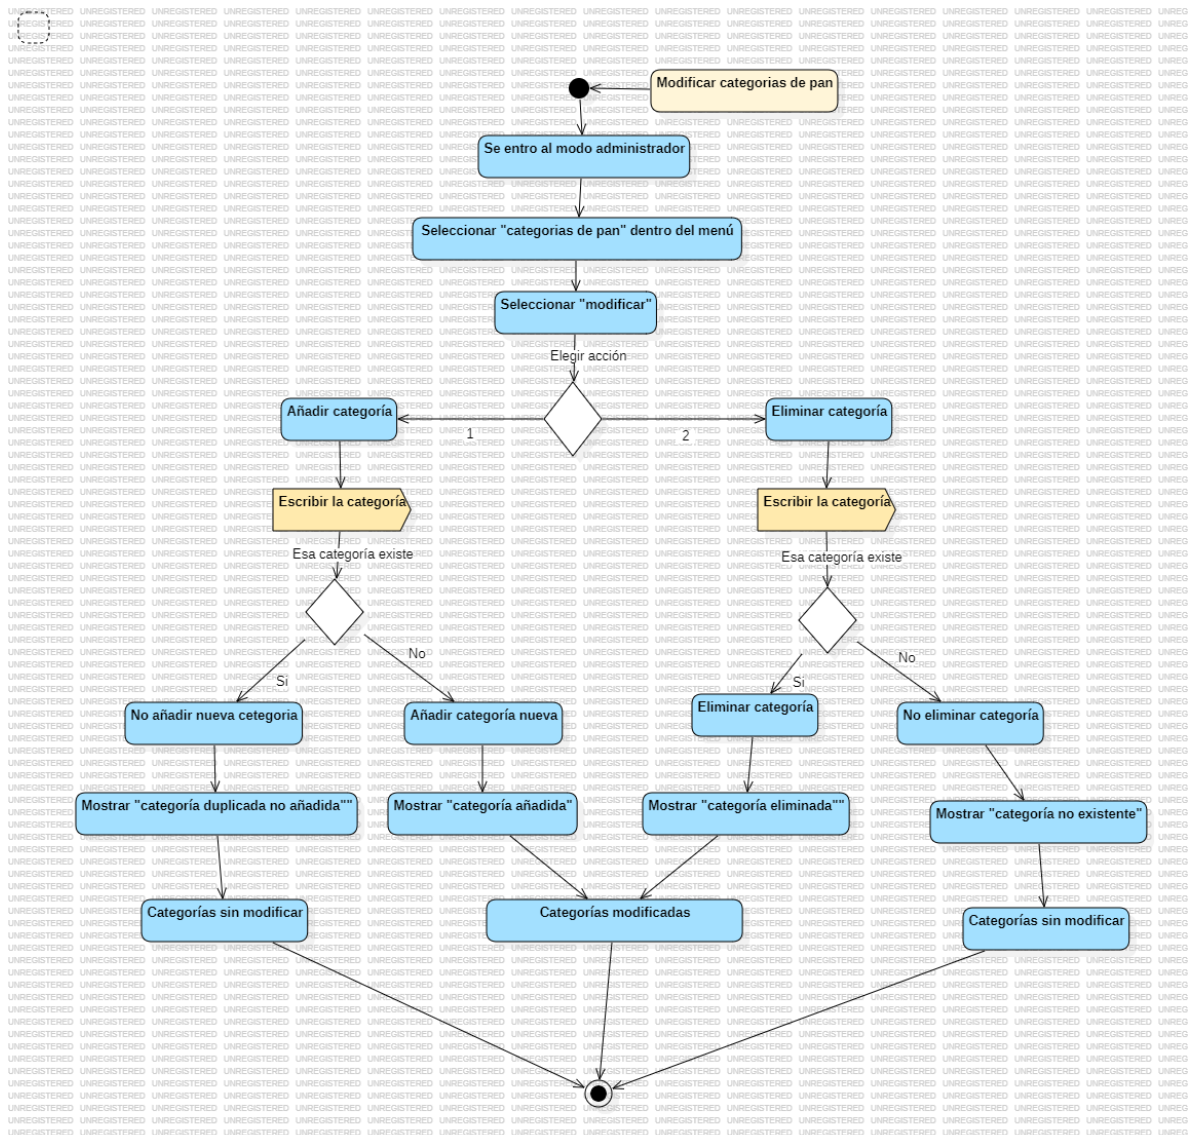 Modificar categorias de pan
Se entro al modo administrador
Seleccionar "categorias de pan" dentro del menú
Seleccionar "modificar"
Elegir acción
Añadir categoría
1
2
Eliminar categoría
Escribir la categoría
Escribir la categoría
Esa categoría existe
Esa categoría existe
Si
No
Si
No
No añadir nueva cetegoria
Añadir categoría nueva
Eliminar categoría
No eliminar categoría
Mostrar "categoría duplicada no añadida""
Mostrar "categoría añadida"
Mostrar "categoría eliminada""
Mostrar "categoría no existente"
Categorías sin modificar
Categorías modificadas
Categorías sin modificar
UNREGISTERED